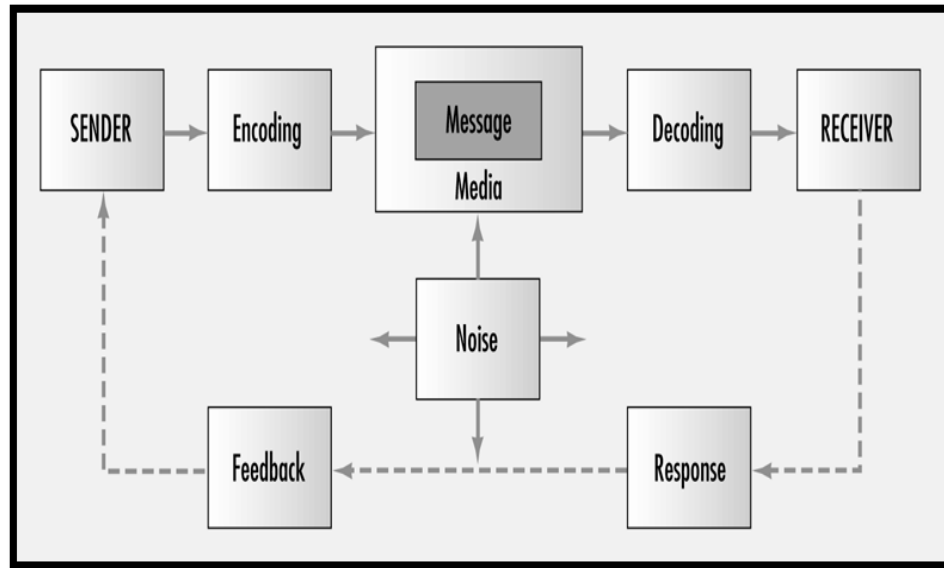 SENDER
Encoding
Message
Media
Decoding
RECEIVER
Noise
Feedback
Response